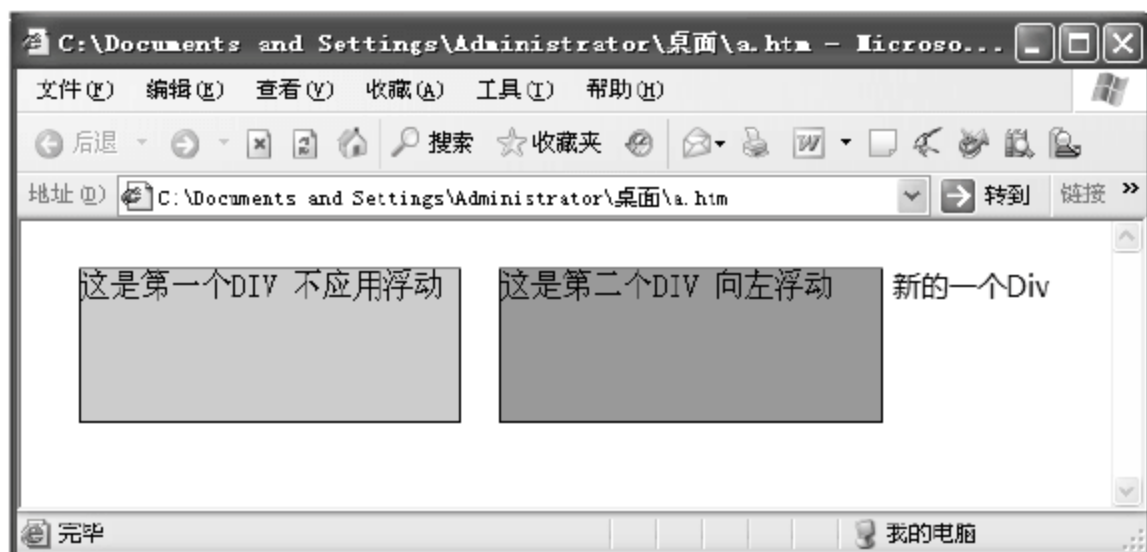 C:\Documents and Settings\Administrator\桌面\a.htm - Microso...
文件(F) 编辑(E) 查看(V) 收藏(A) 工具(T) 帮助(H)
后退 搜索 收藏夹
地址(D) C:\Documents and Settings\Administrator\桌面\a.htm 转到 链接 »
这是第一个DIV 不应用浮动 这是第二个DIV 向左浮动 新的一个Div
完毕 我的电脑